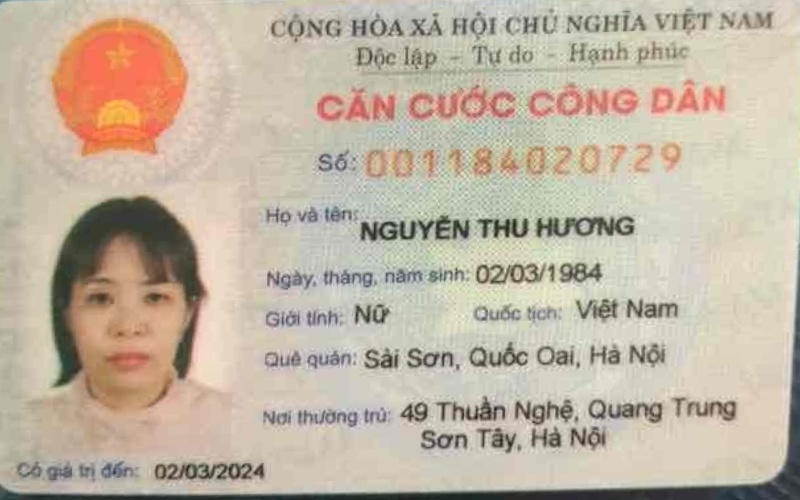 CỘNG HÒA XÃ HỘI CHỦ NGHĨA VIỆT NAM
Độc lập - Tự do - Hạnh phúc
CĂN CƯỚC CÔNG DÂN
Số: 001184020729
Họ và tên: NGUYỄN THU HƯƠNG
Ngày, tháng, năm sinh: 02/03/1984
Giới tính: Nữ Quốc tịch: Việt Nam
Quê quán: Sài Sơn, Quốc Oai, Hà Nội
Nơi thường trú: 49 Thuần Nghệ, Quang Trung
Sơn Tây, Hà Nội
Có giá trị đến: 02/03/2024